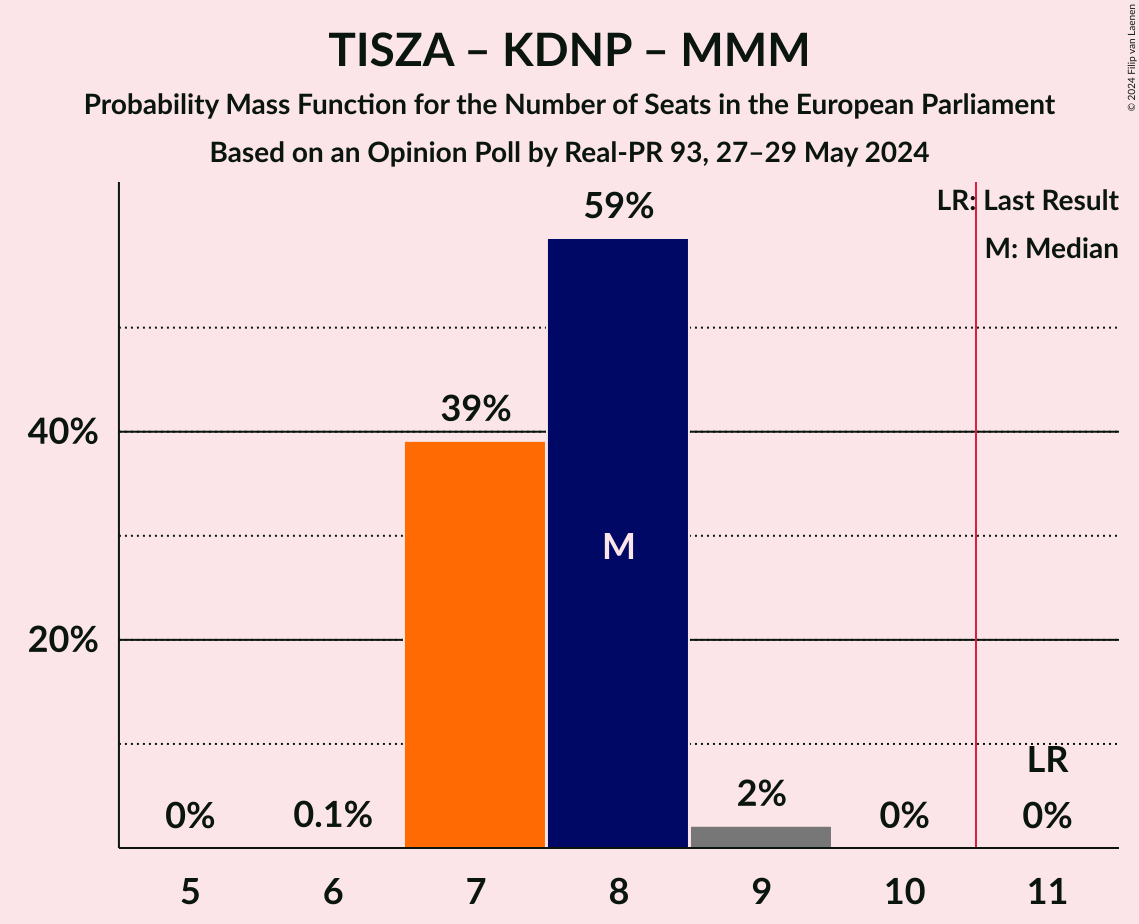 TISZA – KDNP – MMM
Probability Mass Function for the Number of Seats in the European Parliament
Based on an Opinion Poll by Real-PR 93, 27–29 May 2024
© 2024 Filip van Laenen
LR: Last Result
M: Median
59%
39%
40%
M
20%
LR
0%
0.1%
2%
0%
0%
5
6
7
8
9
10
11